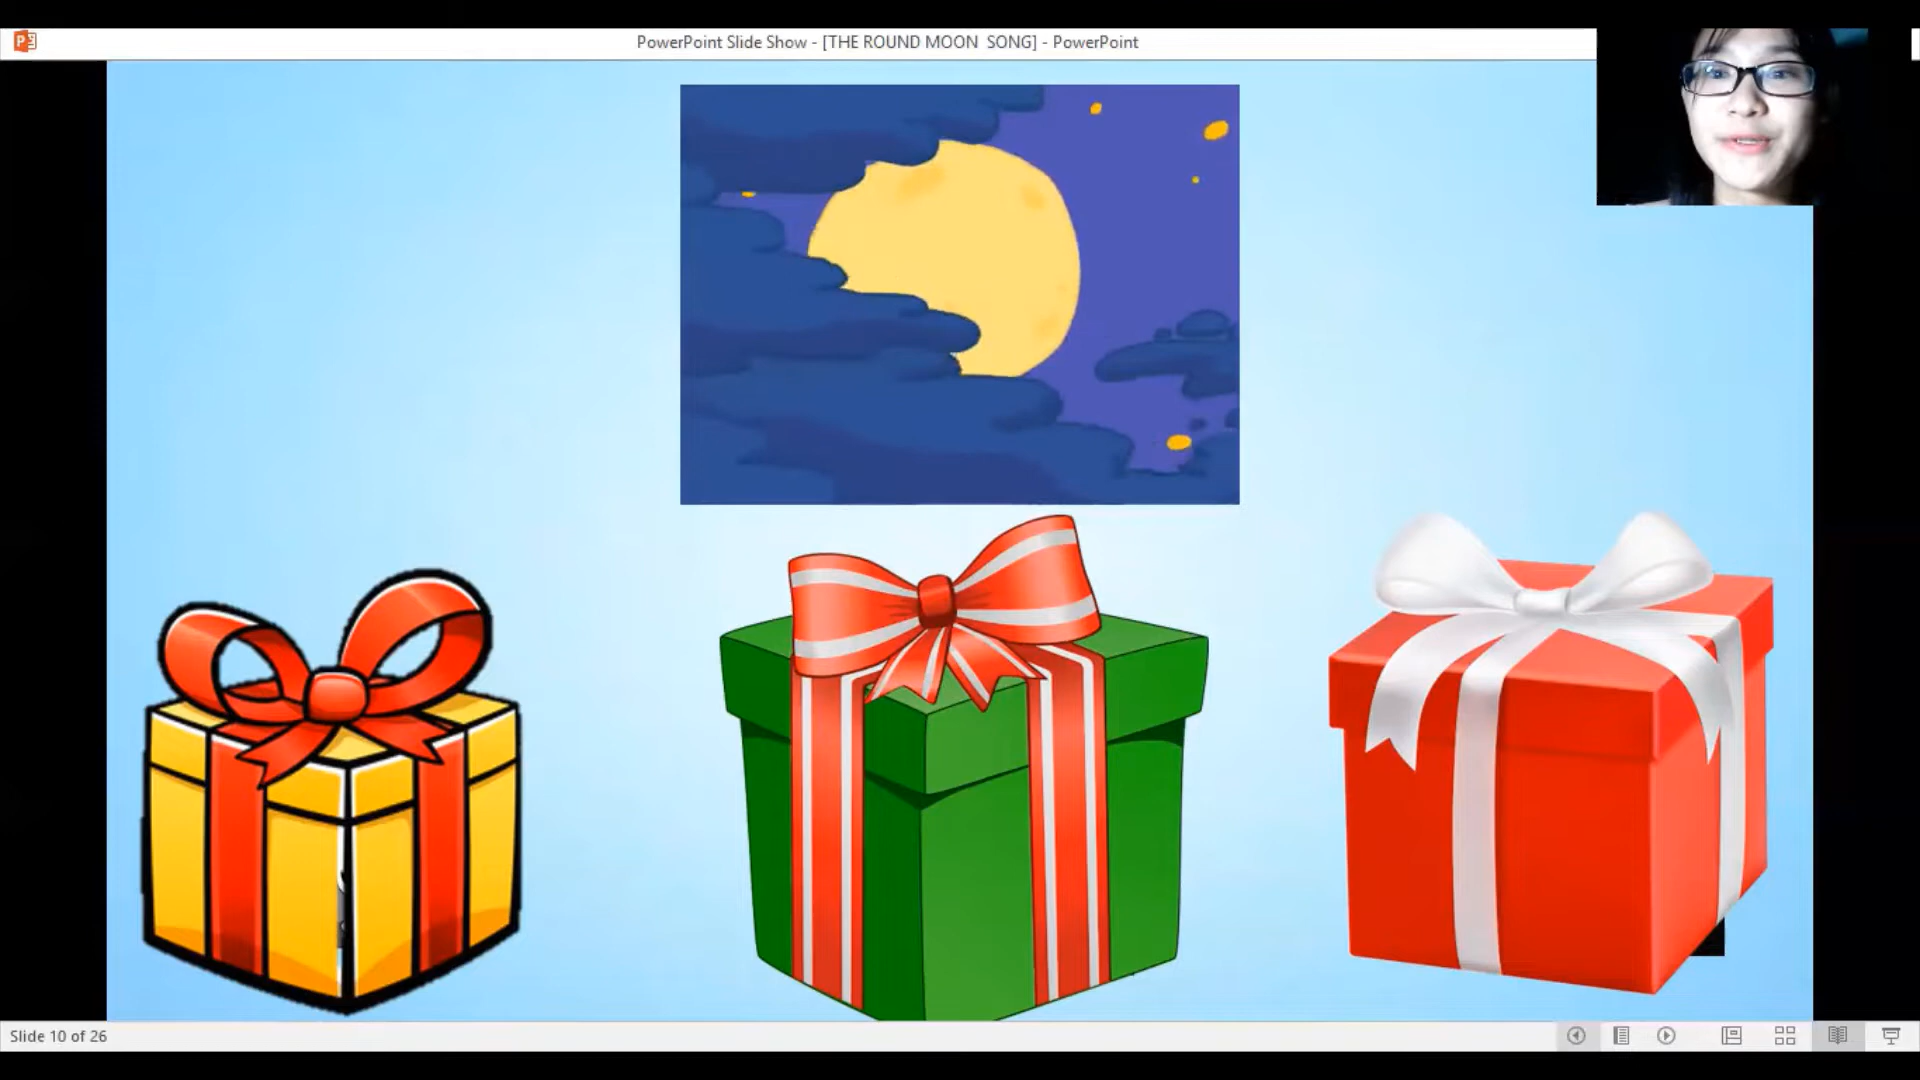 PowerPoint Slide Show - [THE ROUND MOON  SONG] - PowerPoint
Slide 10 of 26